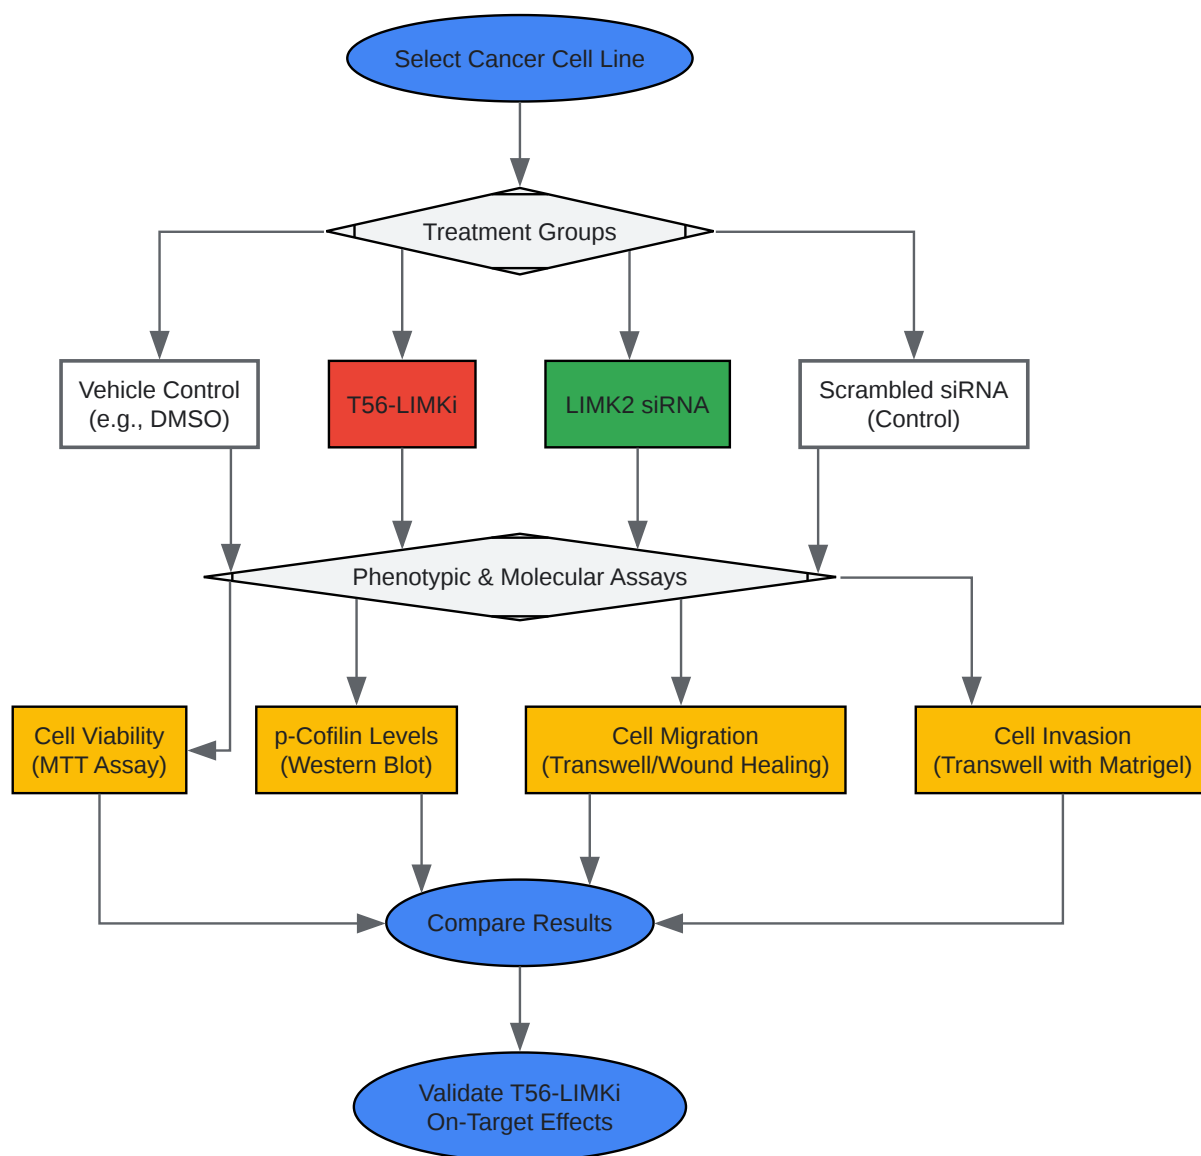 Select Cancer Cell Line
Treatment Groups
Vehicle Control
(e.g., DMSO)
T56-LIMKi
LIMK2 siRNA
Scrambled siRNA
(Control)
Phenotypic & Molecular Assays
Cell Viability
(MTT Assay)
p-Cofilin Levels
(Western Blot)
Cell Migration
(Transwell/Wound Healing)
Cell Invasion
(Transwell with Matrigel)
Compare Results
Validate T56-LIMKi
On-Target Effects